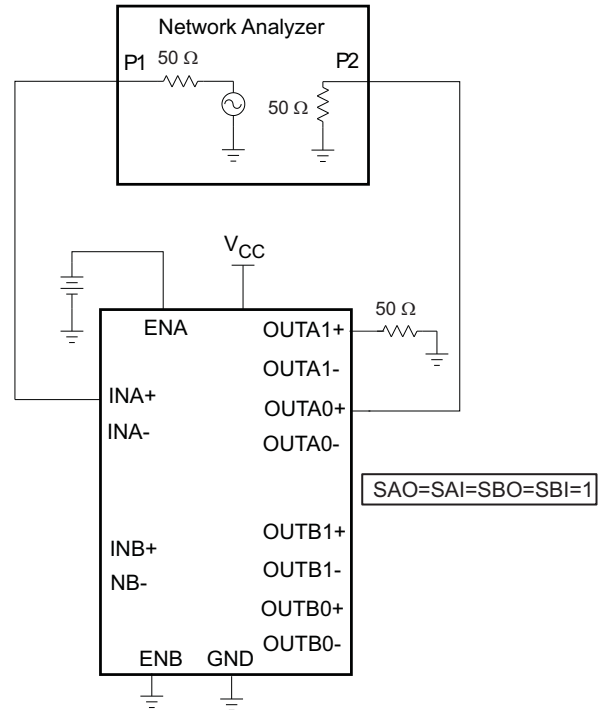 Network Analyzer
P1
50 Ω
P2
50 Ω
VCC
ENA
50 Ω
OUTA1+
OUTA1-
INA+
OUTA0+
INA-
OUTA0-
SAO=SAI=SBO=SBI=1
OUTB1+
INB+
OUTB1-
NB-
OUTB0+
OUTB0-
ENB
GND